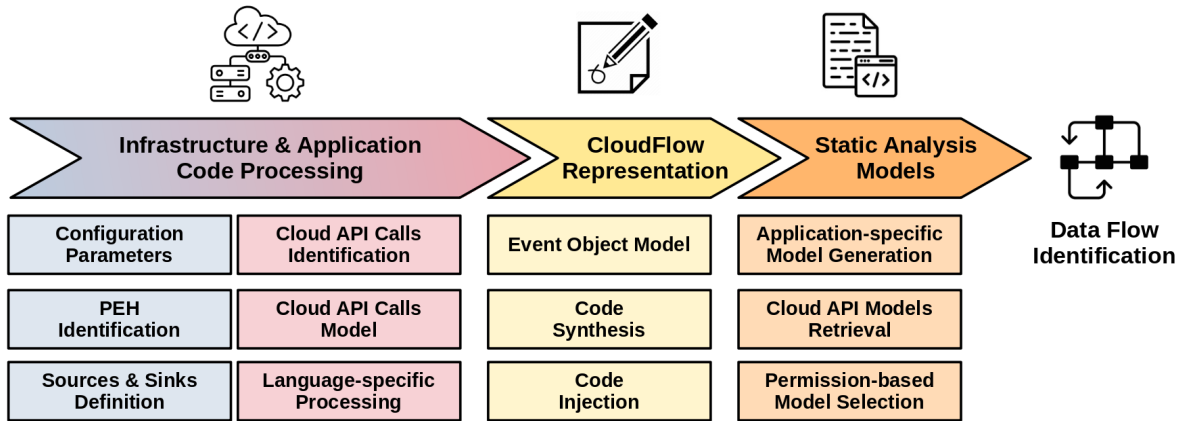 </>
</>
Infrastructure & Application
Code Processing
CloudFlow
Representation
Static Analysis
Models
Data Flow
Identification
Configuration
Parameters
Cloud API Calls
Identification
Event Object Model
Application-specific
Model Generation
PEH
Identification
Cloud API Calls
Model
Code
Synthesis
Cloud API Models
Retrieval
Sources & Sinks
Definition
Language-specific
Processing
Code
Injection
Permission-based
Model Selection